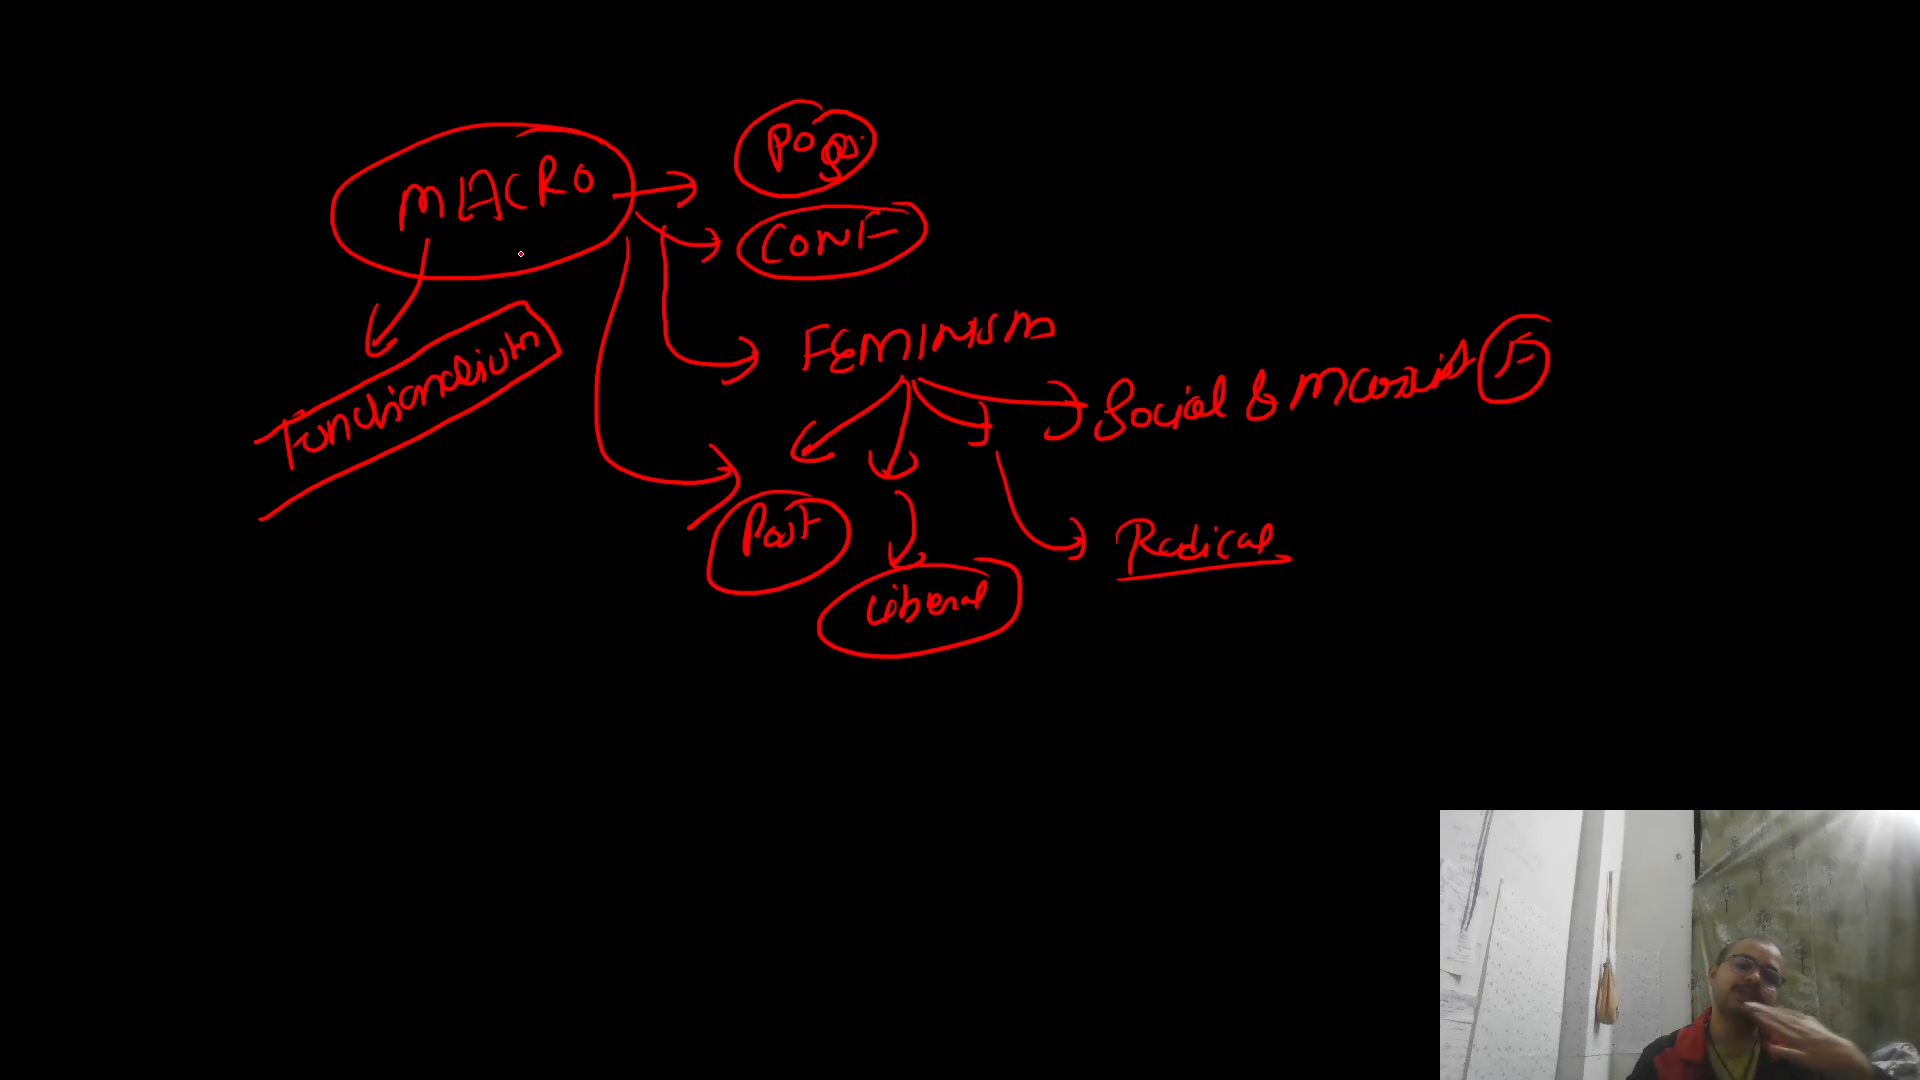 MACRO
CONF
FEMINISM
Functionalism
Social & Marxist F
Post
Radical
Liberal